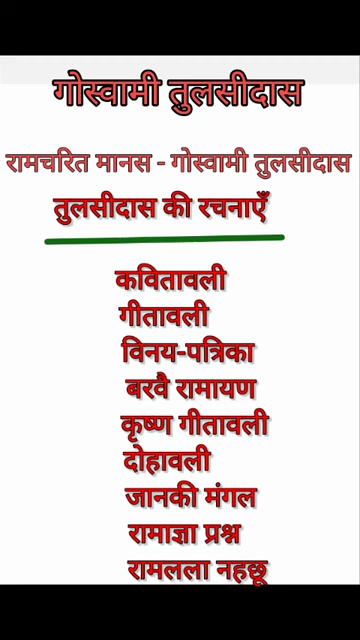 गोस्वामी तुलसीदास
रामचरित मानस - गोस्वामी तुलसीदास
तुलसीदास की रचनाएँ
कवितावली
गीतावली
विनय-पत्रिका
बरवै रामायण
कृष्ण गीतावली
दोहावली
जानकी मंगल
रामाज्ञा प्रश्न
रामलला नहछू